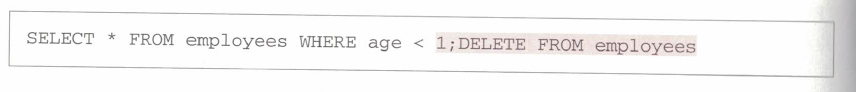 SELECT * FROM employees WHERE age < 1;DELETE FROM employees